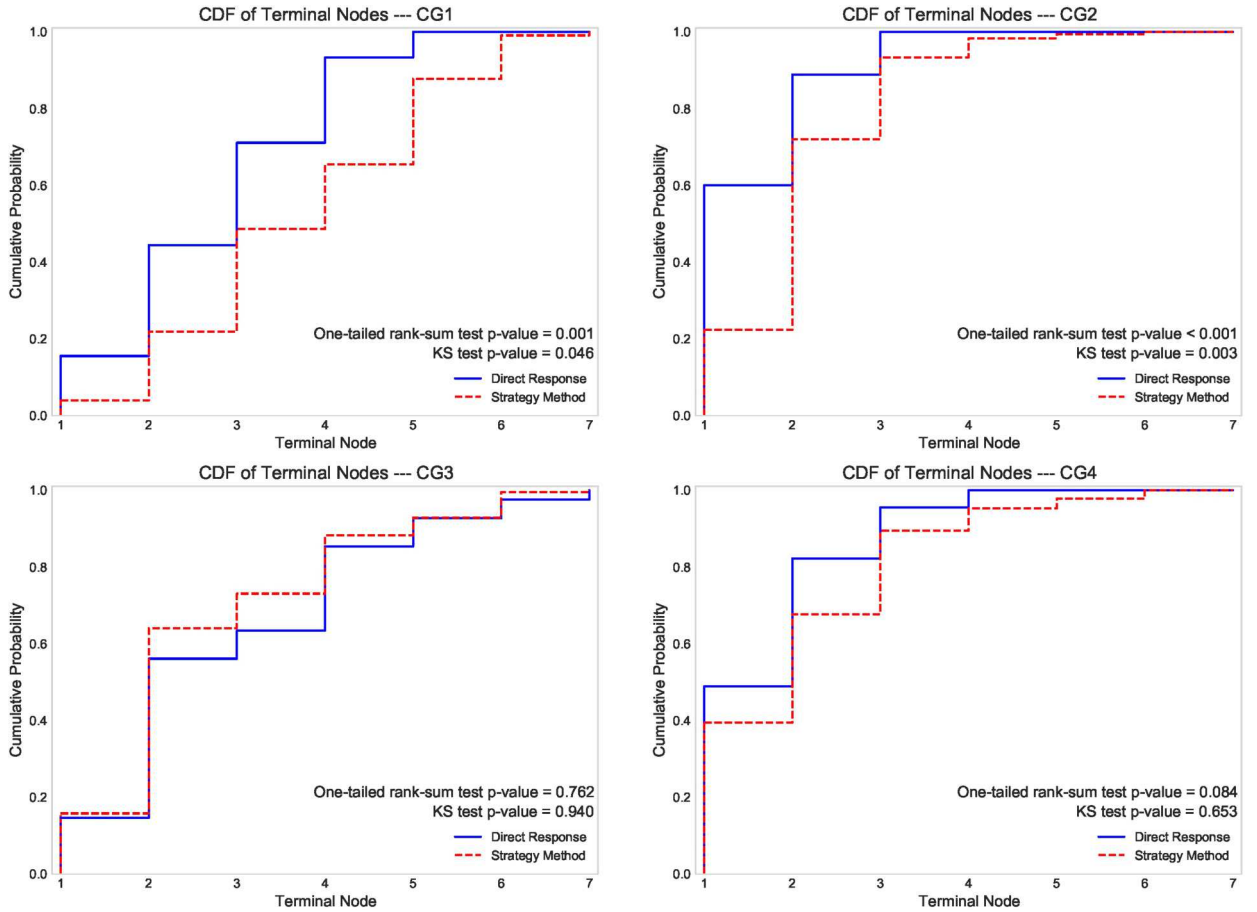 CDF of Terminal Nodes --- CG1
1.0
0.8
0.6
0.4
0.2
0.0
Cumulative Probability
One-tailed rank-sum test p-value = 0.001
KS test p-value = 0.046
Direct Response
Strategy Method
1 2 3 4 5 6 7
Terminal Node
CDF of Terminal Nodes --- CG2
1.0
0.8
0.6
0.4
0.2
0.0
Cumulative Probability
One-tailed rank-sum test p-value < 0.001
KS test p-value = 0.003
Direct Response
Strategy Method
1 2 3 4 5 6 7
Terminal Node
CDF of Terminal Nodes --- CG3
1.0
0.8
0.6
0.4
0.2
0.0
Cumulative Probability
One-tailed rank-sum test p-value = 0.762
KS test p-value = 0.940
Direct Response
Strategy Method
1 2 3 4 5 6 7
Terminal Node
CDF of Terminal Nodes --- CG4
1.0
0.8
0.6
0.4
0.2
0.0
Cumulative Probability
One-tailed rank-sum test p-value = 0.084
KS test p-value = 0.653
Direct Response
Strategy Method
1 2 3 4 5 6 7
Terminal Node